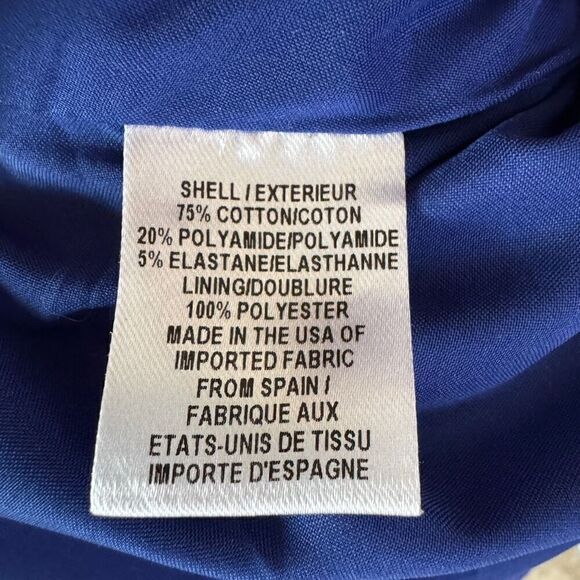 SHELL / EXTERIEUR
75% COTTON/COTON
20% POLYAMIDE/POLYAMIDE
5% ELASTANE/ELASTHANNE
LINING/DOUBLURE
100% POLYESTER
MADE IN THE USA OF
IMPORTED FABRIC
FROM SPAIN /
FABRIQUE AUX
ETATS-UNIS DE TISSU
IMPORTE D'ESPAGNE